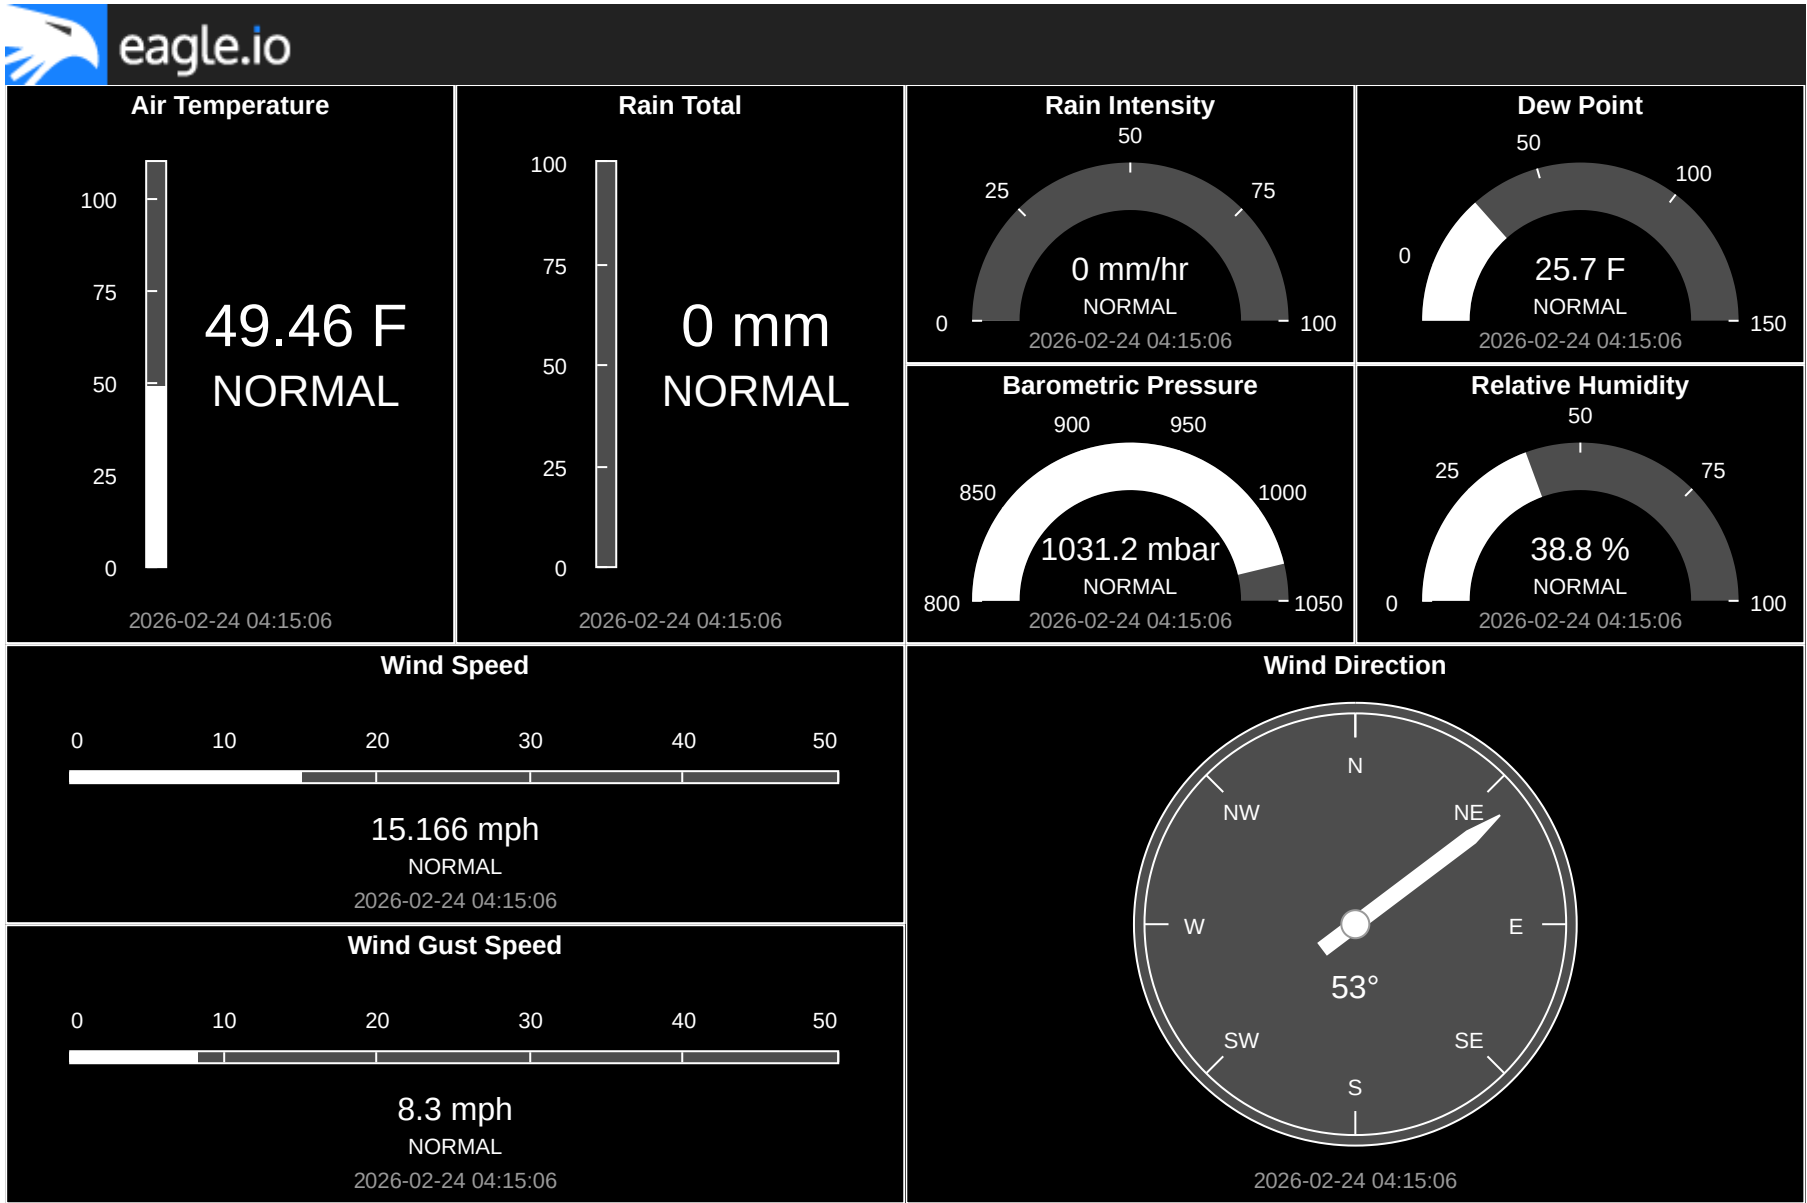 eagle.io
Air Temperature
100
75
50
25
0
49.46 F
NORMAL
2026-02-24 04:15:06
Rain Total
100
75
50
25
0
0 mm
NORMAL
2026-02-24 04:15:06
Rain Intensity
0
25
50
75
100
0 mm/hr
NORMAL
2026-02-24 04:15:06
Dew Point
0
50
100
150
25.7 F
NORMAL
2026-02-24 04:15:06
Barometric Pressure
800
850
900
950
1000
1050
1031.2 mbar
NORMAL
2026-02-24 04:15:06
Relative Humidity
0
25
50
75
100
38.8 %
NORMAL
2026-02-24 04:15:06
Wind Speed
0 10 20 30 40 50
15.166 mph
NORMAL
2026-02-24 04:15:06
Wind Gust Speed
0 10 20 30 40 50
8.3 mph
NORMAL
2026-02-24 04:15:06
Wind Direction
N
NW NE
W E
53°
SW SE
S
2026-02-24 04:15:06